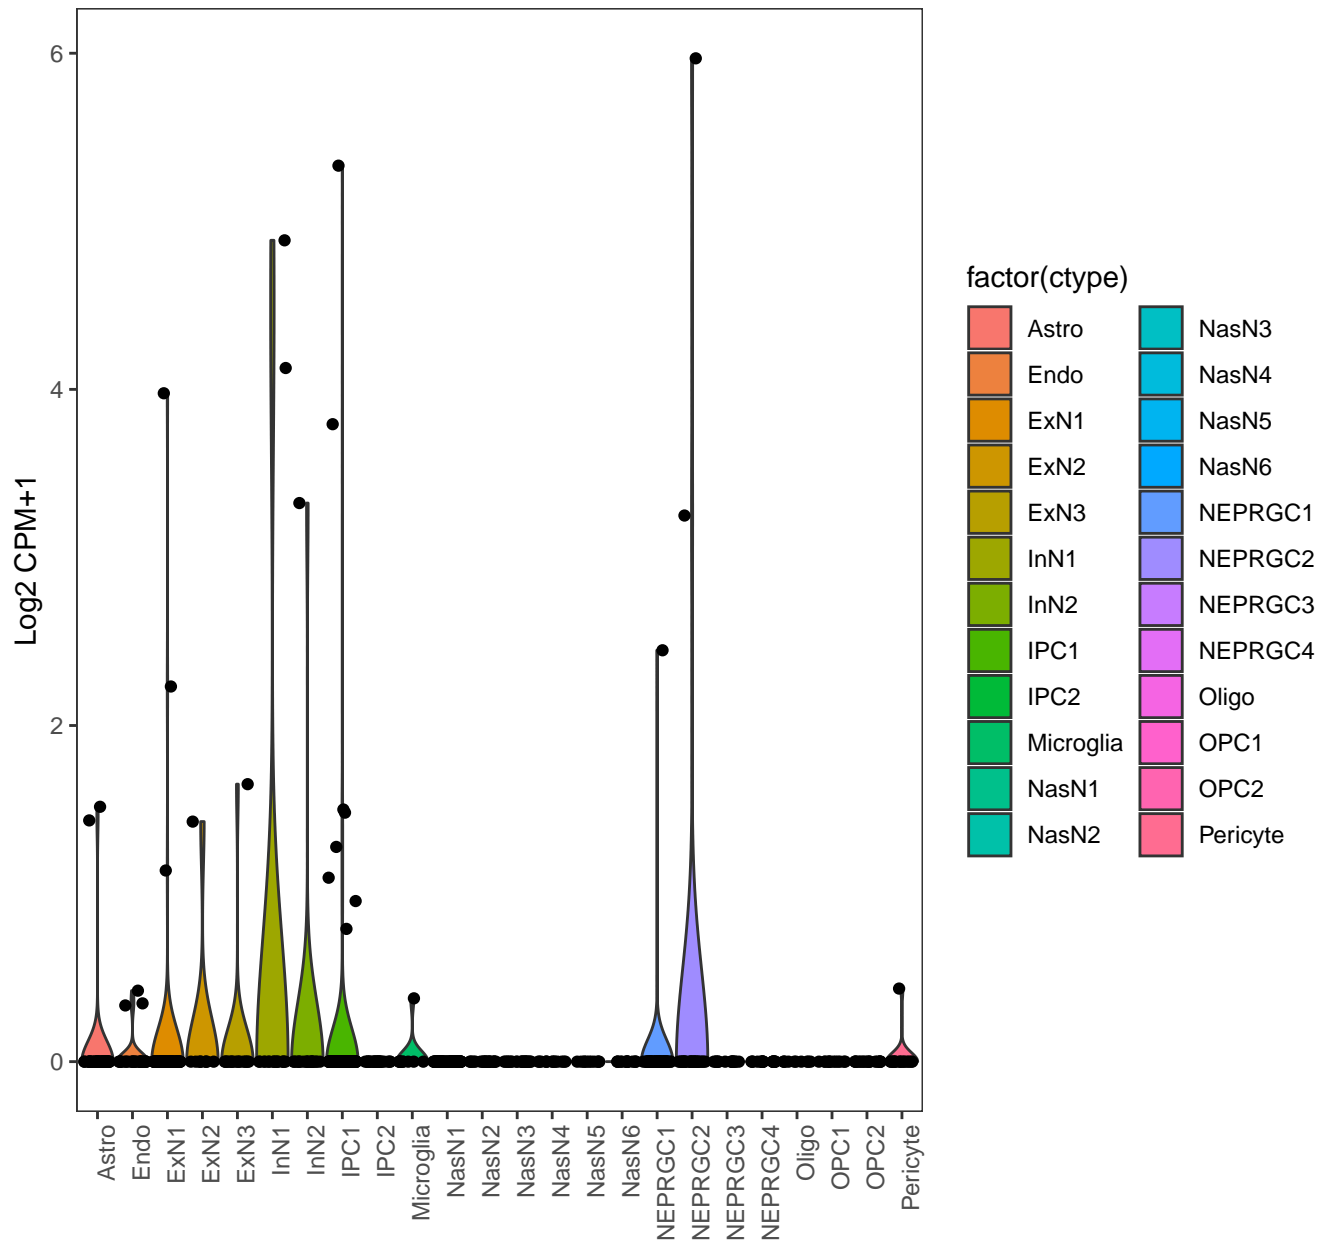 6
4
2
0
Log2 CPM+1
Astro
Endo
ExN1
ExN2
ExN3
InN1
InN2
IPC1
IPC2
Microglia
NasN1
NasN2
NasN3
NasN4
NasN5
NasN6
NEPRGC1
NEPRGC2
NEPRGC3
NEPRGC4
Oligo
OPC1
OPC2
Pericyte
factor(ctype)
Astro
Endo
ExN1
ExN2
ExN3
InN1
InN2
IPC1
IPC2
Microglia
NasN1
NasN2
NasN3
NasN4
NasN5
NasN6
NEPRGC1
NEPRGC2
NEPRGC3
NEPRGC4
Oligo
OPC1
OPC2
Pericyte